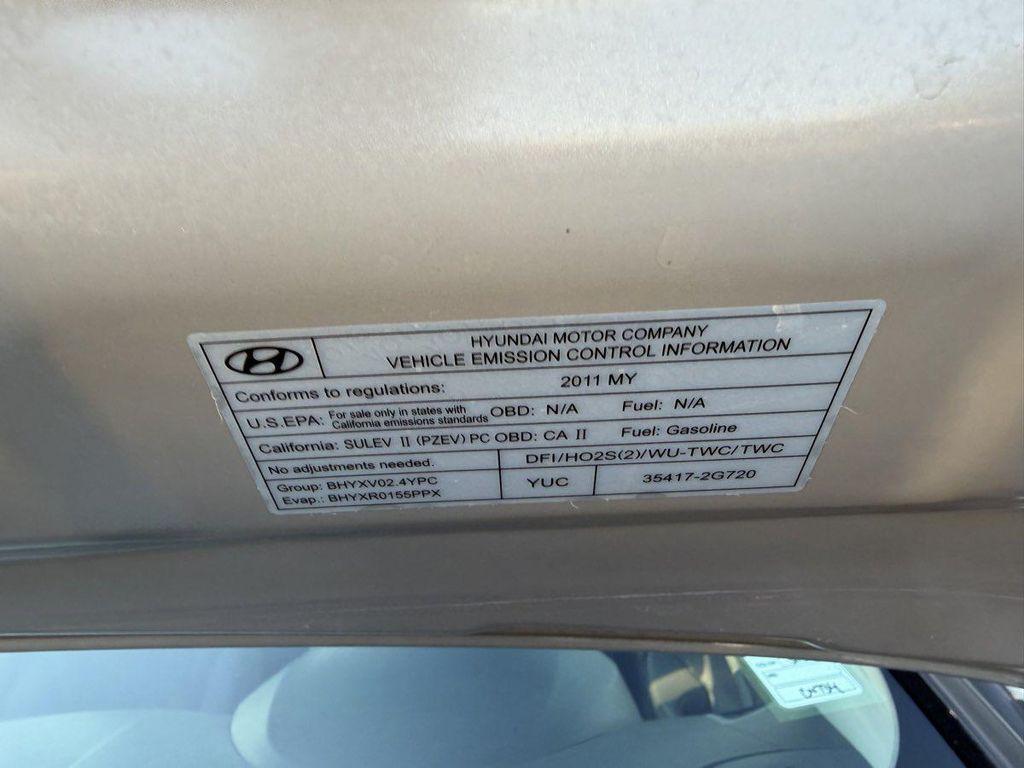 HYUNDAI MOTOR COMPANY
VEHICLE EMISSION CONTROL INFORMATION
Conforms to regulations: 2011 MY
U.S.EPA: For sale only in states with California emissions standards OBD: N/A Fuel: N/A
California: SULEV II (PZEV) PC OBD: CA II Fuel: Gasoline
No adjustments needed. DFI/HO2S(2)/WU-TWC/TWC
Group: BHYXV02.4YPC
Evap.: BHYXR0155PPX
YUC 35417-2G720